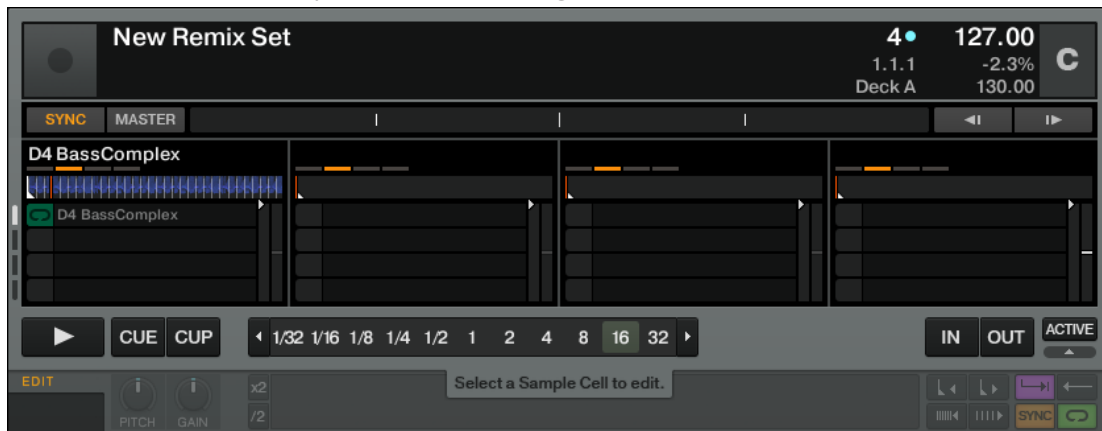 New Remix Set 4 127.00
1.1.1 -2.3% C
Deck A 130.00
SYNC MASTER
D4 BassComplex
D4 BassComplex
CUE CUP 1/32 1/16 1/8 1/4 1/2 1 2 4 8 16 32 IN OUT ACTIVE
EDIT Select a Sample Cell to edit.
x2
/2
PITCH GAIN SYNC